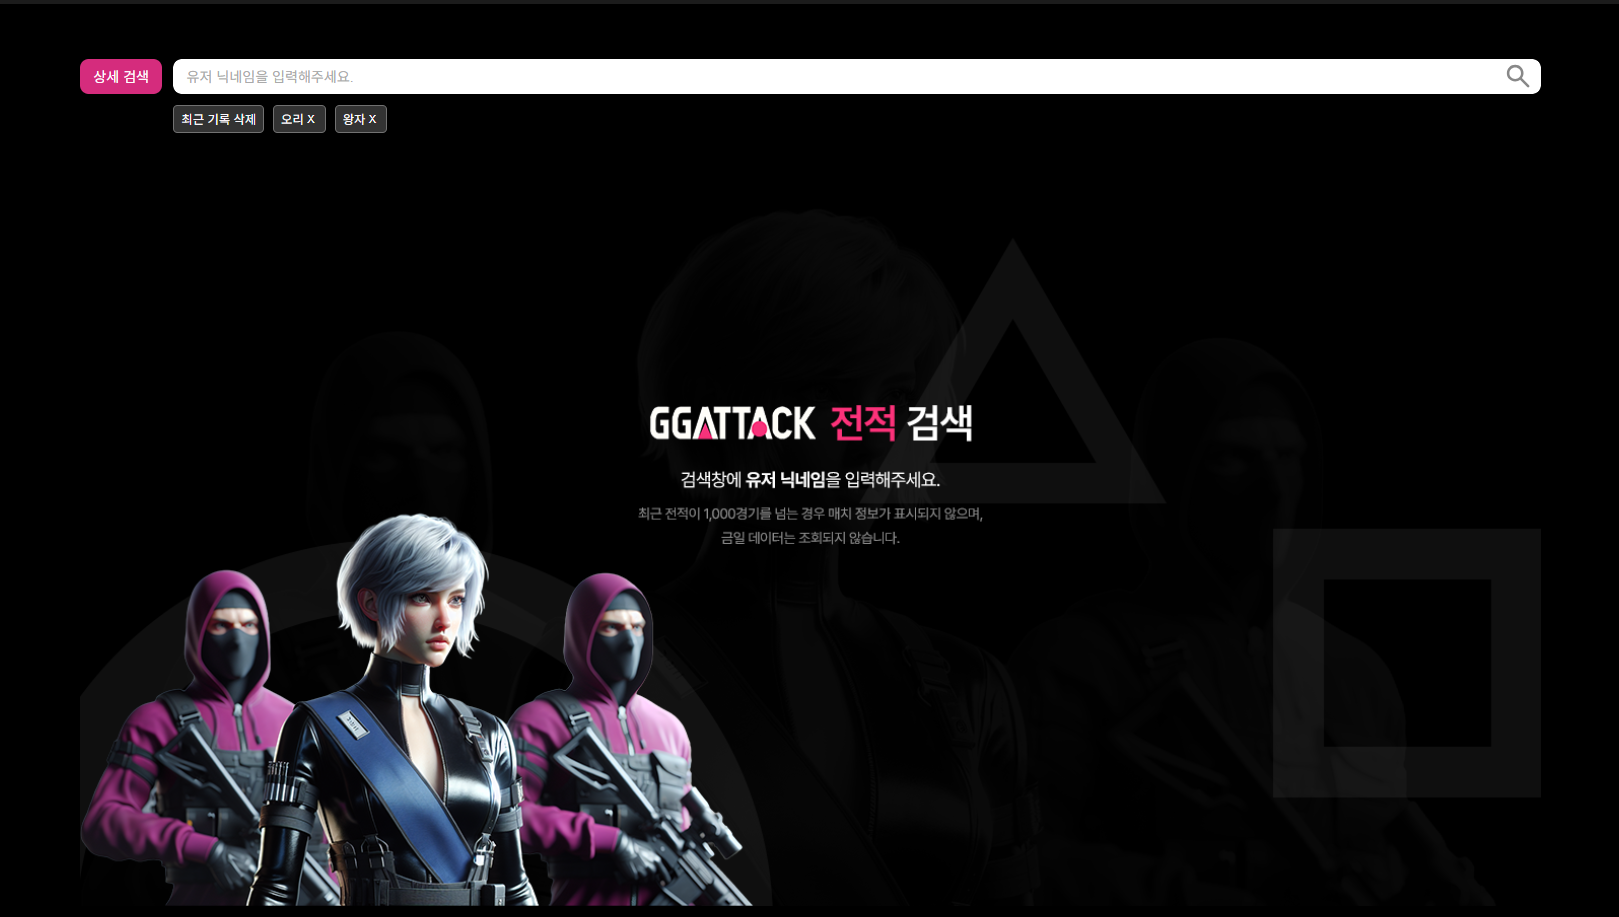 상세 검색
유저 닉네임을 입력해주세요.
최근 기록 삭제
오리 X
왕자 X
GGATTACK 전적 검색
검색창에 유저 닉네임을 입력해주세요.
최근 전적이 1,000경기를 넘는 경우 매치 정보가 표시되지 않으며,
금일 데이터는 조회되지 않습니다.